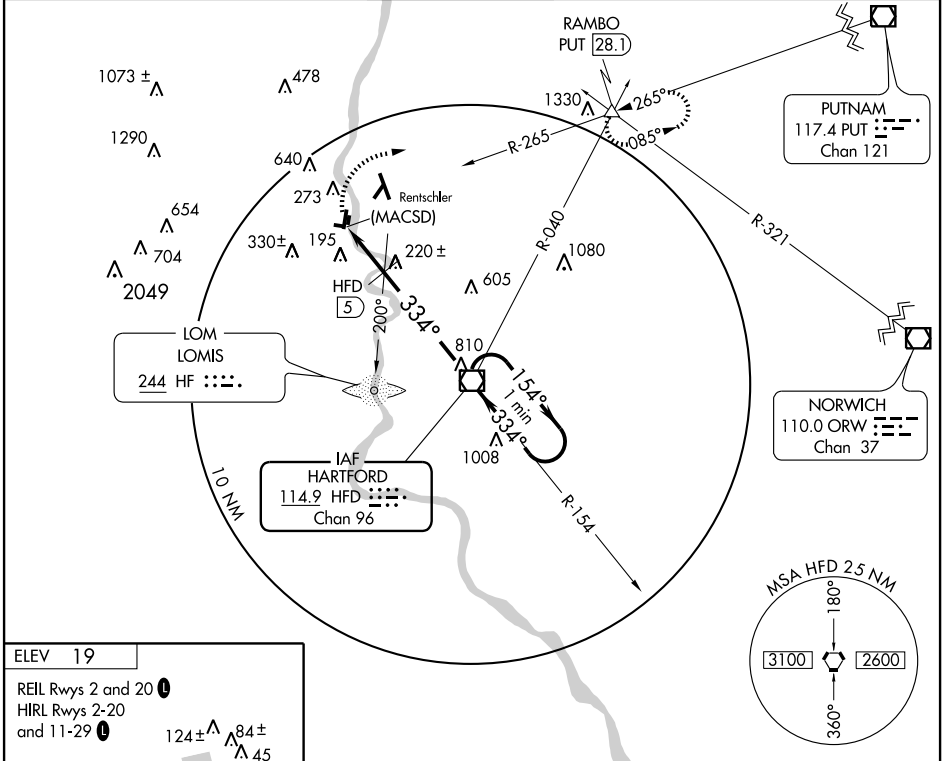 RAMBO
PUT 28.1
1073 ±
478
1330
265°
085°
PUTNAM
117.4 PUT
Chan 121
1290
R-265
640
273
Rentschler
(MACSD)
R-040
R-321
654
704
2049
330±
195
220 ±
1080
HFD
5
605
200°
334°
LOM
LOMIS
244 HF
810
154°
1 min
334°
1008
NORWICH
110.0 ORW
Chan 37
IAF
HARTFORD
114.9 HFD
Chan 96
10 NM
R-154
MSA HFD 25 NM
180°
3100
2600
360°
ELEV 19
REIL Rwys 2 and 20 L
HIRL Rwys 2-20
and 11-29 L
124±
84±
45